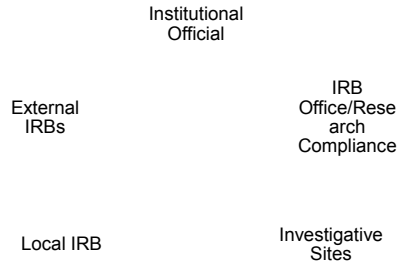 Institutional
Official
External
IRBs
IRB
Office/Rese
arch
Compliance
Local IRB
Investigative
Sites